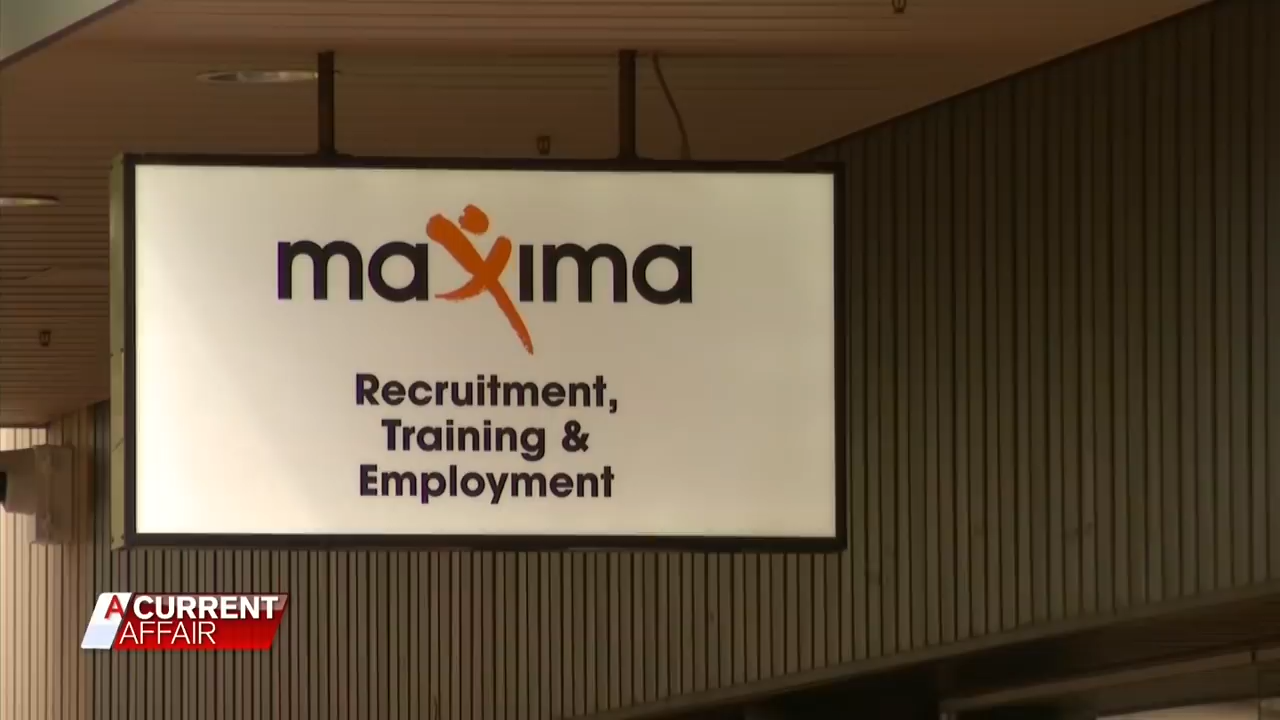 maxima
Recruitment,
Training &
Employment
A CURRENT
AFFAIR